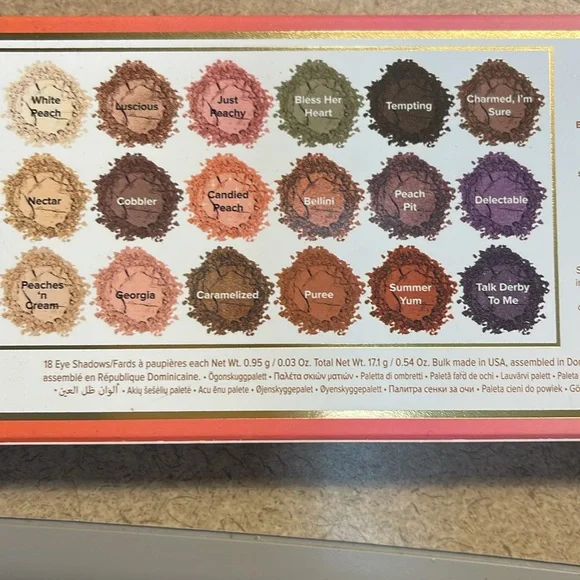 White Peach
Luscious
Just Peachy
Bless Her Heart
Tempting
Charmed, I'm Sure
Nectar
Cobbler
Candied Peach
Bellini
Peach Pit
Delectable
Peaches 'n Cream
Georgia
Caramelized
Puree
Summer Yum
Talk Derby To Me
18 Eye Shadows/Fards à paupières each Net Wt. 0.95 g / 0.03 Oz. Total Net Wt. 17.1 g / 0.54 Oz. Bulk made in USA, assembled in
assemblé en République Dominicaine. • Ögonskuggpalett • Παλέτα σκιών ματιών • Paletta di ombretti • Paletă fard de ochi • Lauvärvi palett • Paleta
ألوان ظل العين • Akių šešėlių paletė • Acu ēnu palete • Øjenskyggepalet • Øyenskyggepalett • Палитра сенки за очи • Paleta cieni do powiek •